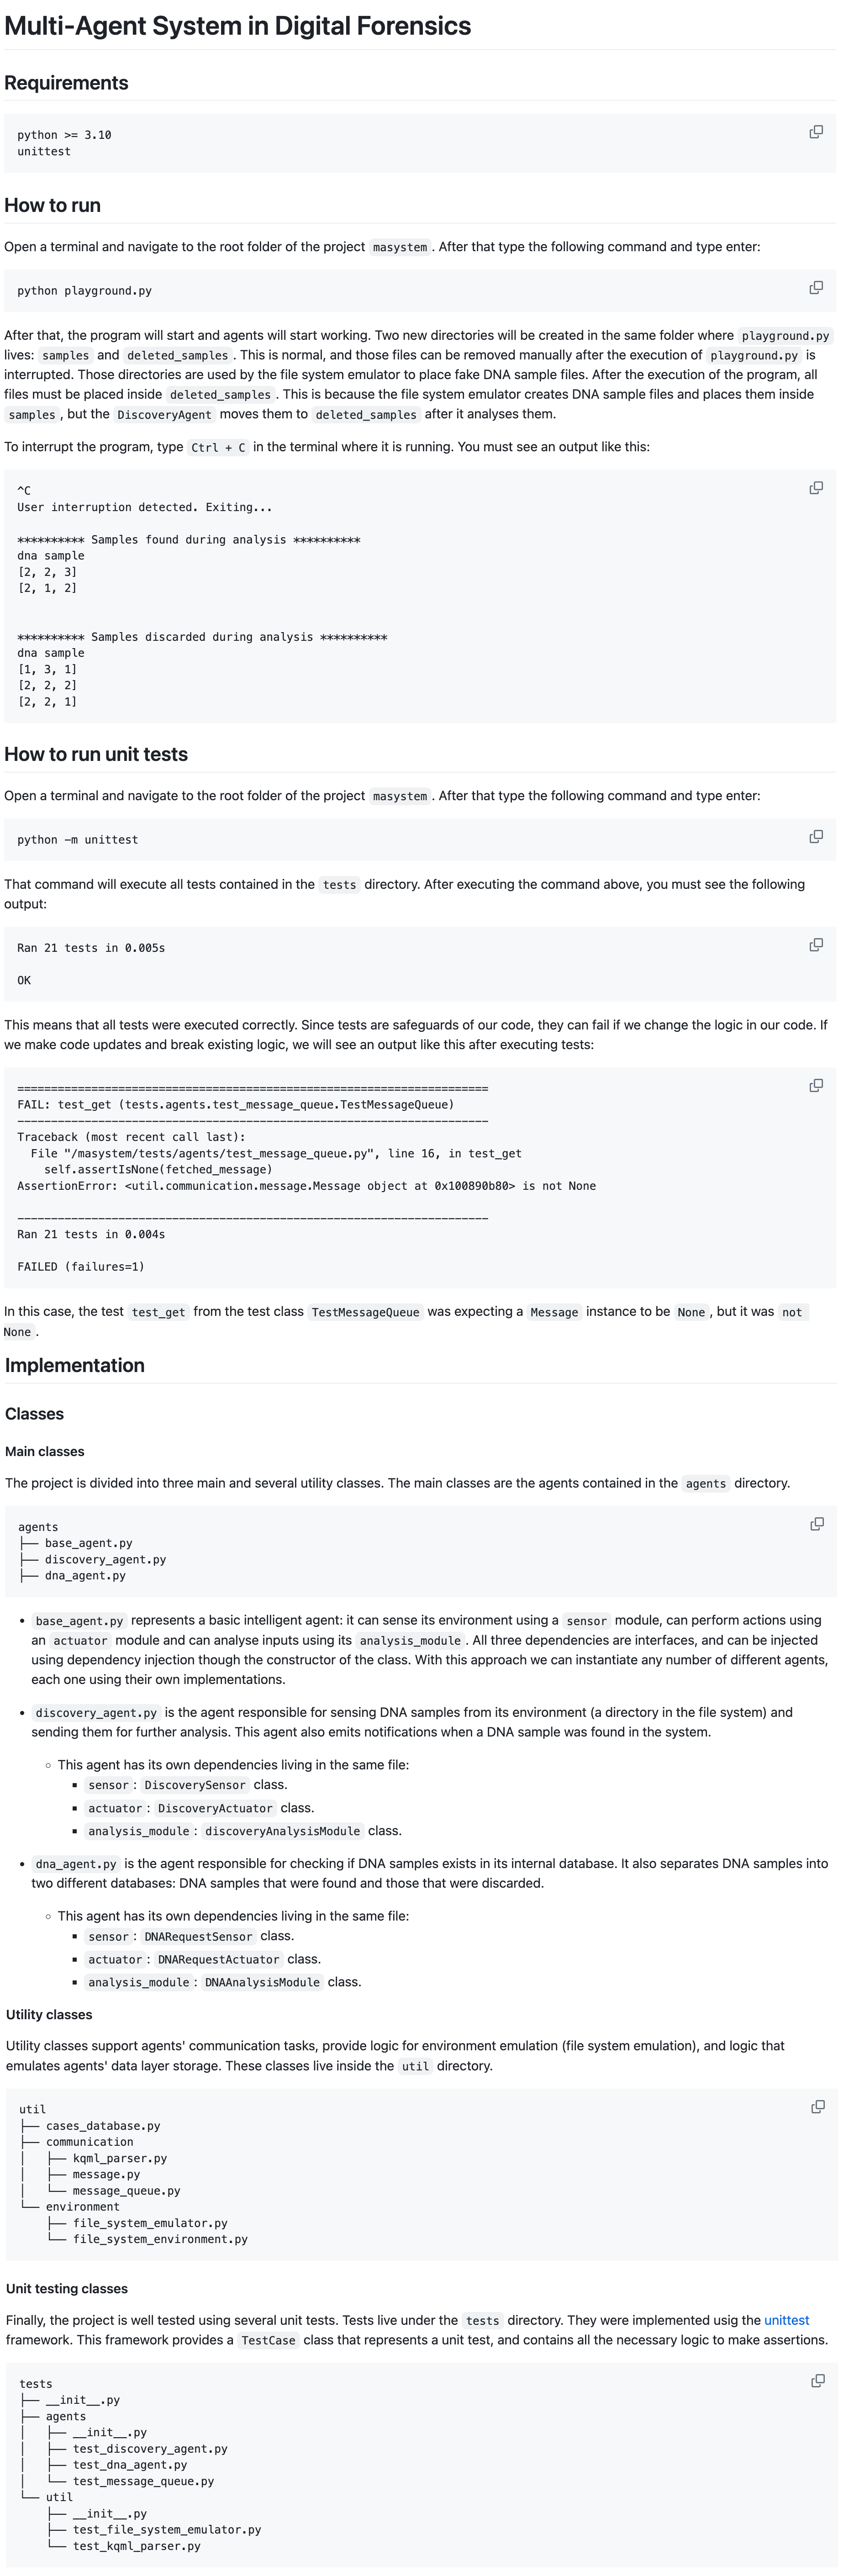 Multi-Agent System in Digital Forensics
Requirements
python >= 3.10
unittest
How to run
Open a terminal and navigate to the root folder of the project masystem. After that type the following command and type enter:
python playground.py
After that, the program will start and agents will start working. Two new directories will be created in the same folder where playground.py
lives: samples and deleted_samples. This is normal, and those files can be removed manually after the execution of playground.py is
interrupted. Those directories are used by the file system emulator to place fake DNA sample files. After the execution of the program, all
files must be placed inside deleted_samples. This is because the file system emulator creates DNA sample files and places them inside
samples, but the DiscoveryAgent moves them to deleted_samples after it analyses them.
To interrupt the program, type Ctrl + C in the terminal where it is running. You must see an output like this:
^C
User interruption detected. Exiting...
********** Samples found during analysis **********
dna sample
[2, 2, 3]
[2, 1, 2]
********** Samples discarded during analysis **********
dna sample
[1, 3, 1]
[2, 2, 2]
[2, 2, 1]
How to run unit tests
Open a terminal and navigate to the root folder of the project masystem. After that type the following command and type enter:
python -m unittest
That command will execute all tests contained in the tests directory. After executing the command above, you must see the following
output:
Ran 21 tests in 0.005s
OK
This means that all tests were executed correctly. Since tests are safeguards of our code, they can fail if we change the logic in our code. If
we make code updates and break existing logic, we will see an output like this after executing tests:
======================================================================
FAIL: test_get (tests.agents.test_message_queue.TestMessageQueue)
----------------------------------------------------------------------
Traceback (most recent call last):
  File "/masystem/tests/agents/test_message_queue.py", line 16, in test_get
    self.assertIsNone(fetched_message)
AssertionError: <util.communication.message.Message object at 0x100890b80> is not None
----------------------------------------------------------------------
Ran 21 tests in 0.004s
FAILED (failures=1)
In this case, the test test_get from the test class TestMessageQueue was expecting a Message instance to be None, but it was not
None.
Implementation
Classes
Main classes
The project is divided into three main and several utility classes. The main classes are the agents contained in the agents directory.
agents
├── base_agent.py
├── discovery_agent.py
├── dna_agent.py
• base_agent.py represents a basic intelligent agent: it can sense its environment using a sensor module, can perform actions using
an actuator module and can analyse inputs using its analysis_module. All three dependencies are interfaces, and can be injected
using dependency injection though the constructor of the class. With this approach we can instantiate any number of different agents,
each one using their own implementations.
• discovery_agent.py is the agent responsible for sensing DNA samples from its environment (a directory in the file system) and
sending them for further analysis. This agent also emits notifications when a DNA sample was found in the system.
◦ This agent has its own dependencies living in the same file:
▪ sensor: DiscoverySensor class.
▪ actuator: DiscoveryActuator class.
▪ analysis_module: discoveryAnalysisModule class.
• dna_agent.py is the agent responsible for checking if DNA samples exists in its internal database. It also separates DNA samples into
two different databases: DNA samples that were found and those that were discarded.
◦ This agent has its own dependencies living in the same file:
▪ sensor: DNARequestSensor class.
▪ actuator: DNARequestActuator class.
▪ analysis_module: DNAAnalysisModule class.
Utility classes
Utility classes support agents' communication tasks, provide logic for environment emulation (file system emulation), and logic that
emulates agents' data layer storage. These classes live inside the util directory.
util
├── cases_database.py
├── communication
│   ├── kqml_parser.py
│   ├── message.py
│   └── message_queue.py
└── environment
    ├── file_system_emulator.py
    └── file_system_environment.py
Unit testing classes
Finally, the project is well tested using several unit tests. Tests live under the tests directory. They were implemented usig the unittest
framework. This framework provides a TestCase class that represents a unit test, and contains all the necessary logic to make assertions.
tests
├── __init__.py
├── agents
│   ├── __init__.py
│   ├── test_discovery_agent.py
│   ├── test_dna_agent.py
│   └── test_message_queue.py
└── util
    ├── __init__.py
    ├── test_file_system_emulator.py
    └── test_kqml_parser.py